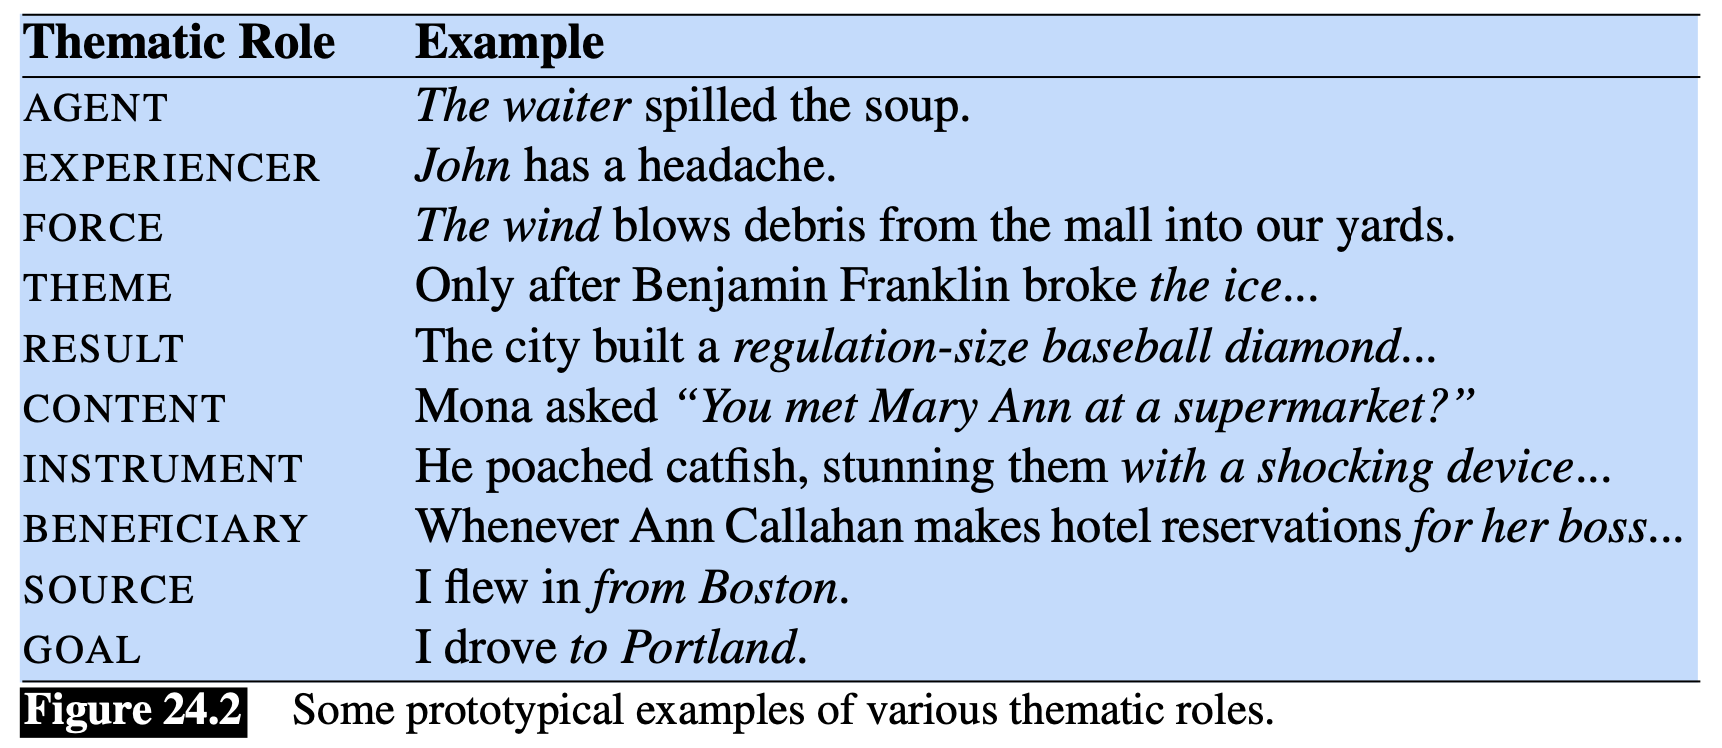 Thematic Role Example
AGENT The waiter spilled the soup.
EXPERIENCER John has a headache.
FORCE The wind blows debris from the mall into our yards.
THEME Only after Benjamin Franklin broke the ice...
RESULT The city built a regulation-size baseball diamond...
CONTENT Mona asked “You met Mary Ann at a supermarket?”
INSTRUMENT He poached catfish, stunning them with a shocking device...
BENEFICIARY Whenever Ann Callahan makes hotel reservations for her boss...
SOURCE I flew in from Boston.
GOAL I drove to Portland.
Figure 24.2 Some prototypical examples of various thematic roles.